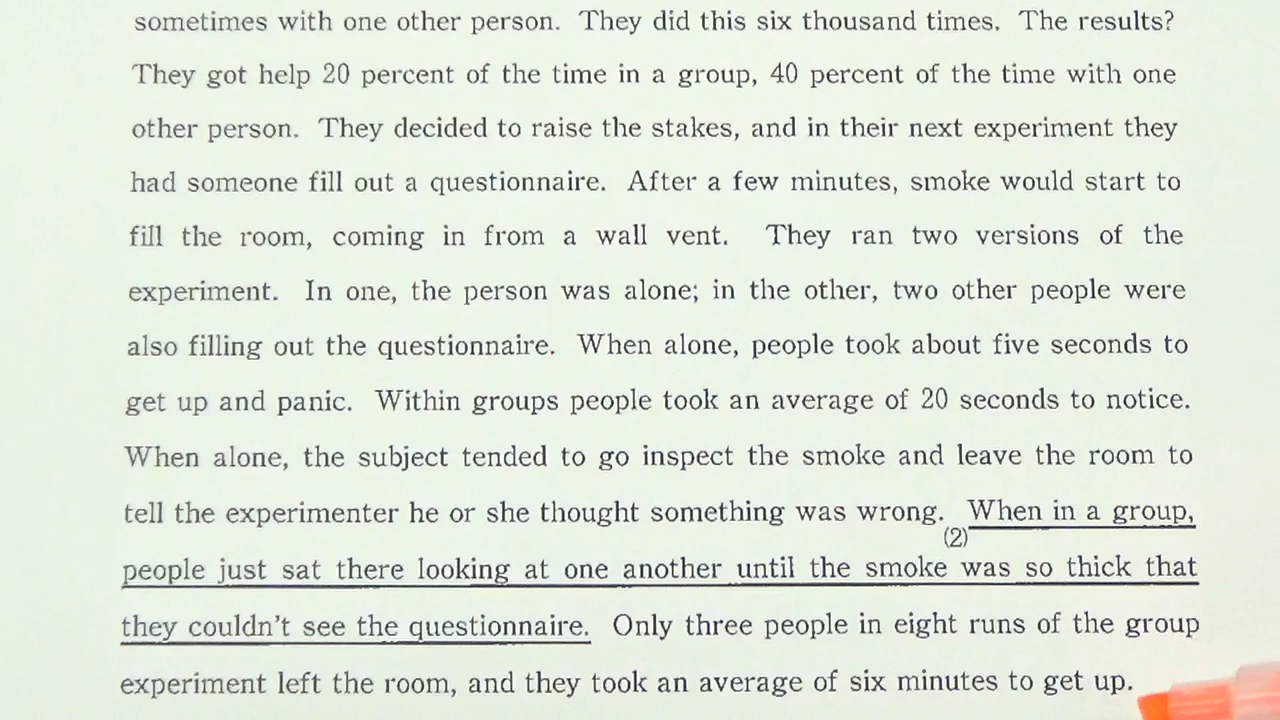 sometimes with one other person. They did this six thousand times. The results?
They got help 20 percent of the time in a group, 40 percent of the time with one
other person. They decided to raise the stakes, and in their next experiment they
had someone fill out a questionnaire. After a few minutes, smoke would start to
fill the room, coming in from a wall vent. They ran two versions of the
experiment. In one, the person was alone; in the other, two other people were
also filling out the questionnaire. When alone, people took about five seconds to
get up and panic. Within groups people took an average of 20 seconds to notice.
When alone, the subject tended to go inspect the smoke and leave the room to
tell the experimenter he or she thought something was wrong. When in a group,
(2)
people just sat there looking at one another until the smoke was so thick that
they couldn't see the questionnaire. Only three people in eight runs of the group
experiment left the room, and they took an average of six minutes to get up.